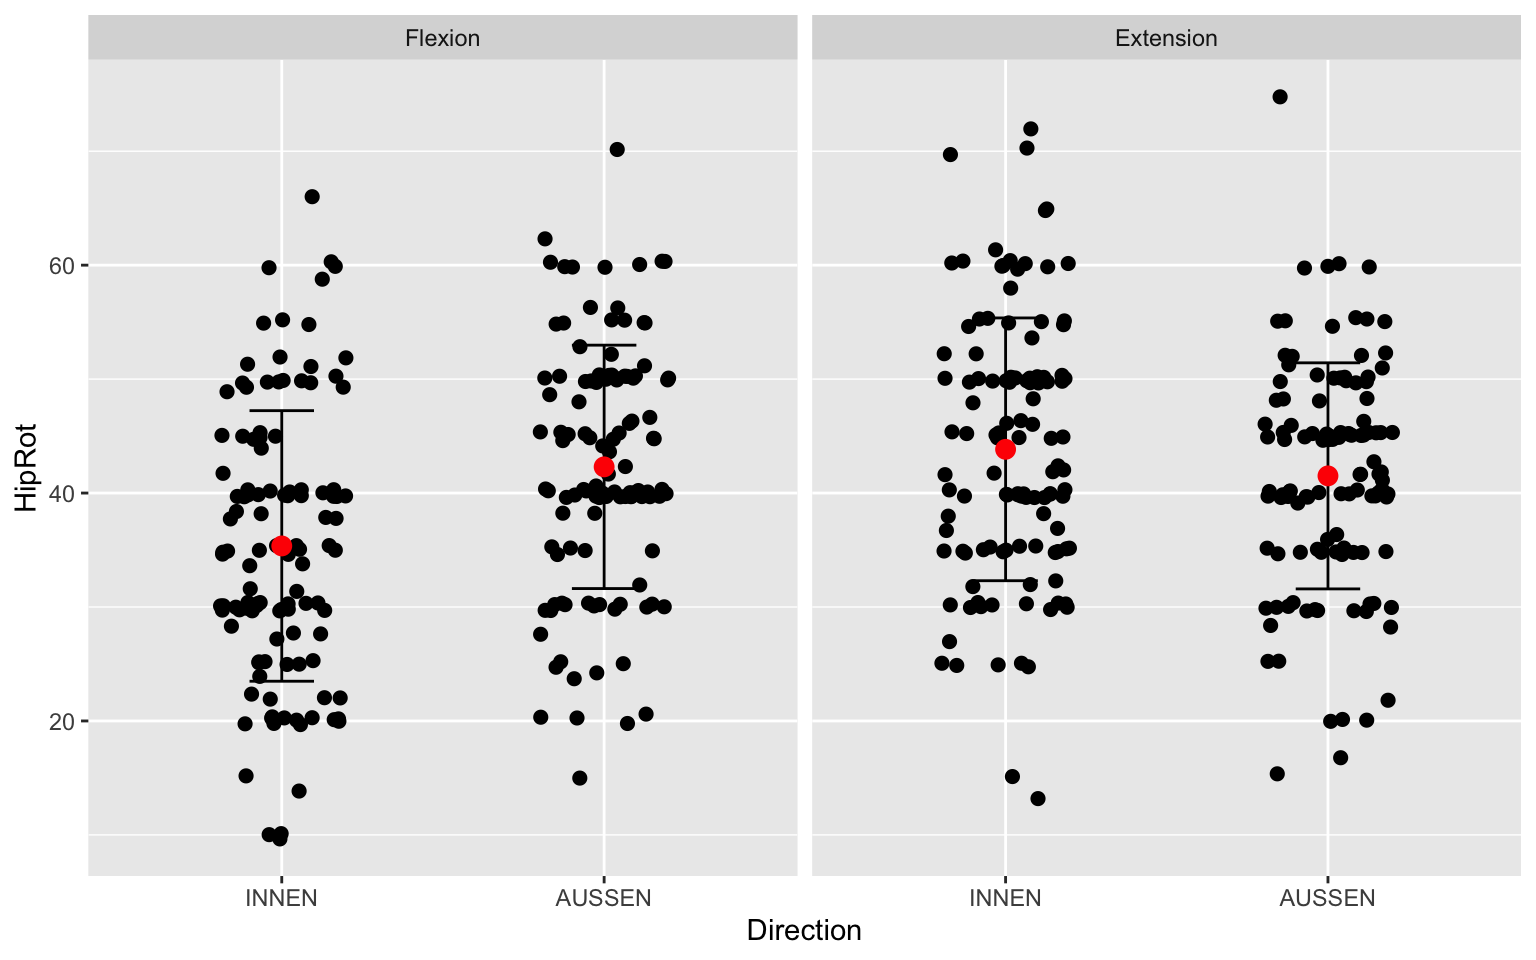 Flexion
Extension
HipRot
60
40
20
INNEN
AUSSEN
INNEN
AUSSEN
Direction